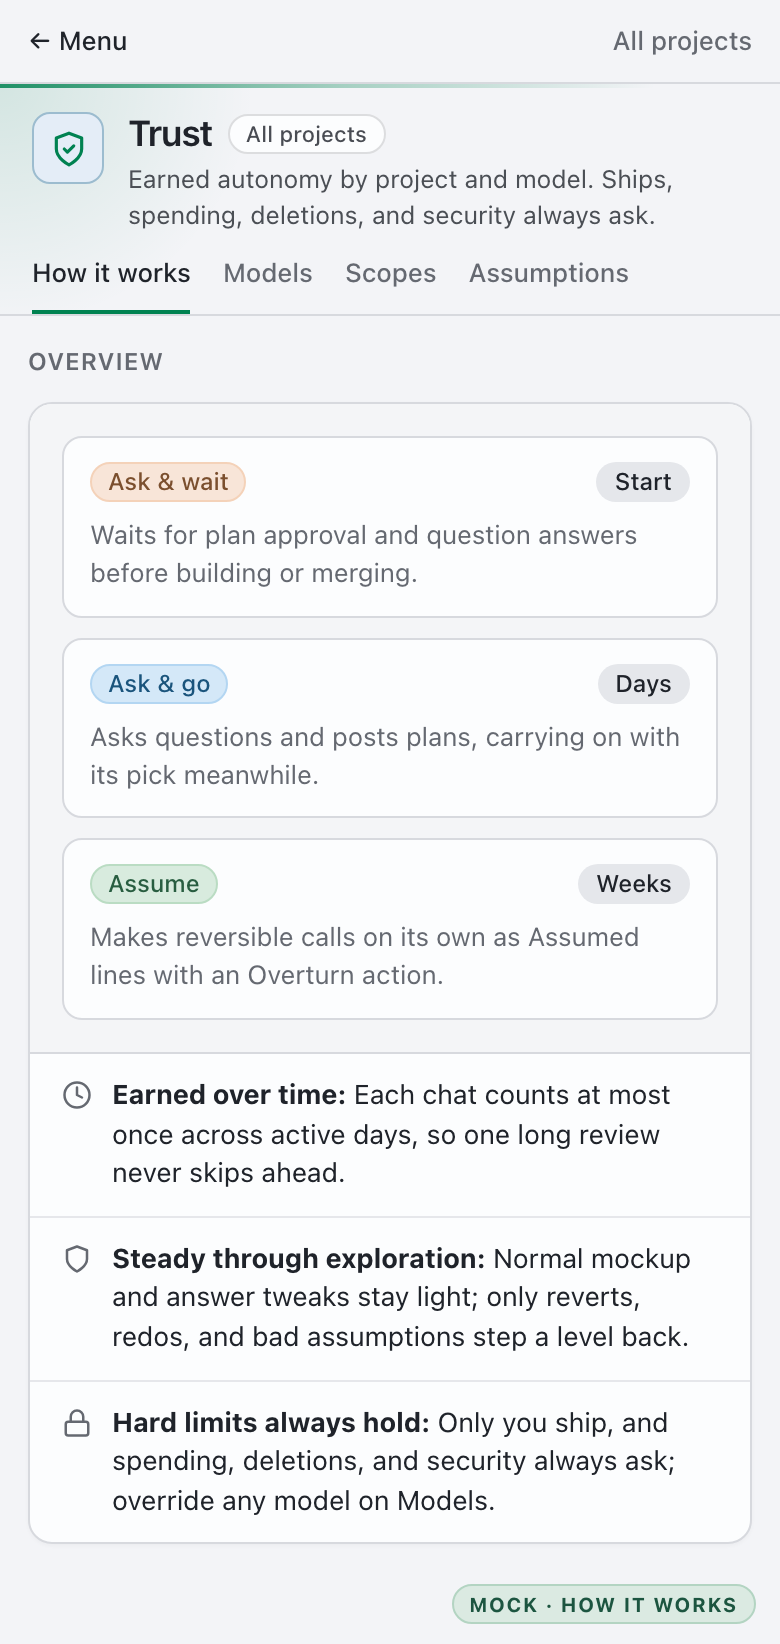 ← Menu
All projects
Trust
All projects
Earned autonomy by project and model. Ships,
spending, deletions, and security always ask.
How it works
Models
Scopes
Assumptions
OVERVIEW
Ask & wait
Start
Waits for plan approval and question answers
before building or merging.
Ask & go
Days
Asks questions and posts plans, carrying on with
its pick meanwhile.
Assume
Weeks
Makes reversible calls on its own as Assumed
lines with an Overturn action.
Earned over time: Each chat counts at most
once across active days, so one long review
never skips ahead.
Steady through exploration: Normal mockup
and answer tweaks stay light; only reverts,
redos, and bad assumptions step a level back.
Hard limits always hold: Only you ship, and
spending, deletions, and security always ask;
override any model on Models.
MOCK · HOW IT WORKS